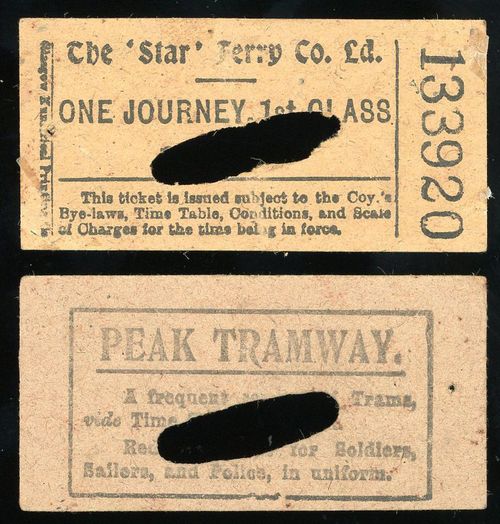 The 'Star' Ferry Co. Ld.
ONE JOURNEY. 1st CLASS
This ticket is issued subject to the Coy.'s
Bye-laws, Time Table, Conditions, and Scale
of Charges for the time being in force.
133920
PEAK TRAMWAY.
A frequent Trams,
vide Time
for Soldiers,
Sailors, and Police, in uniform.